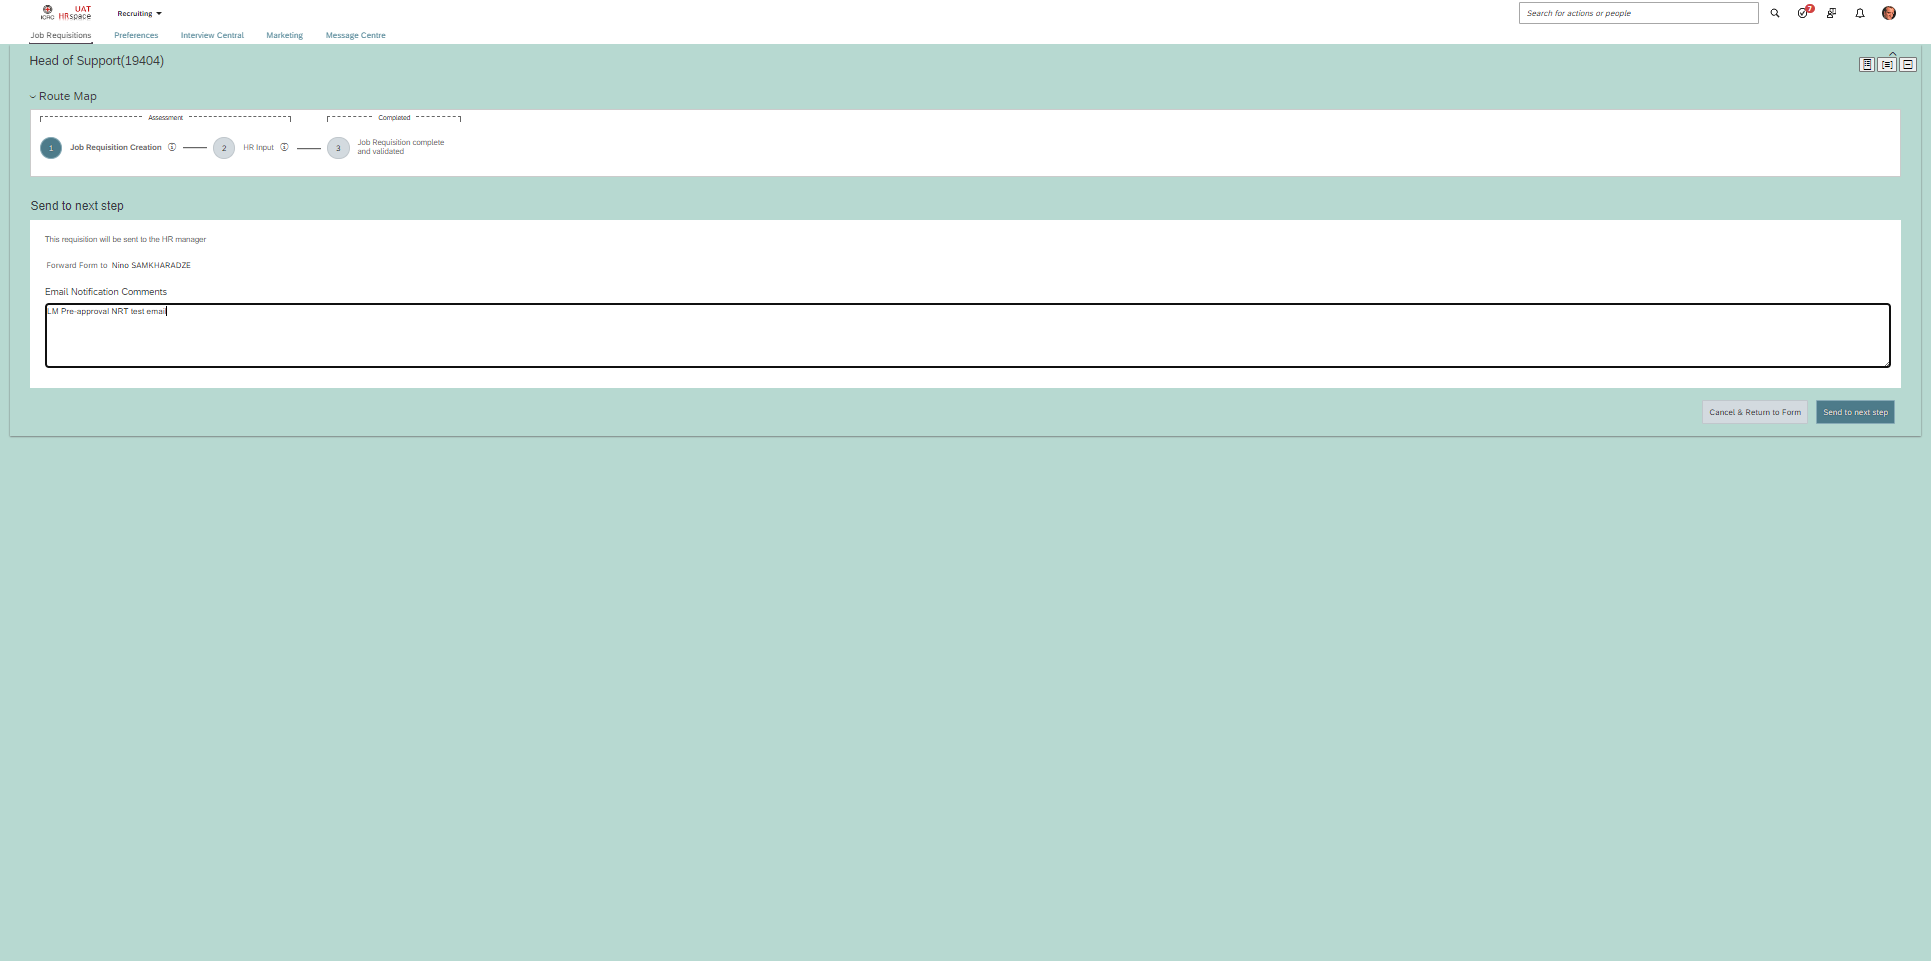 UAT
ICRC HRspace
Recruiting
Search for actions or people
7
Job Requisitions
Preferences
Interview Central
Marketing
Message Centre
Head of Support(19404)
Route Map
Assessment
Completed
1
Job Requisition Creation
2
HR Input
3
Job Requisition complete
and validated
Send to next step
This requisition will be sent to the HR manager
Forward Form to Nino SAMKHARADZE
Email Notification Comments
LM Pre-approval NRT test email
Cancel & Return to Form
Send to next step